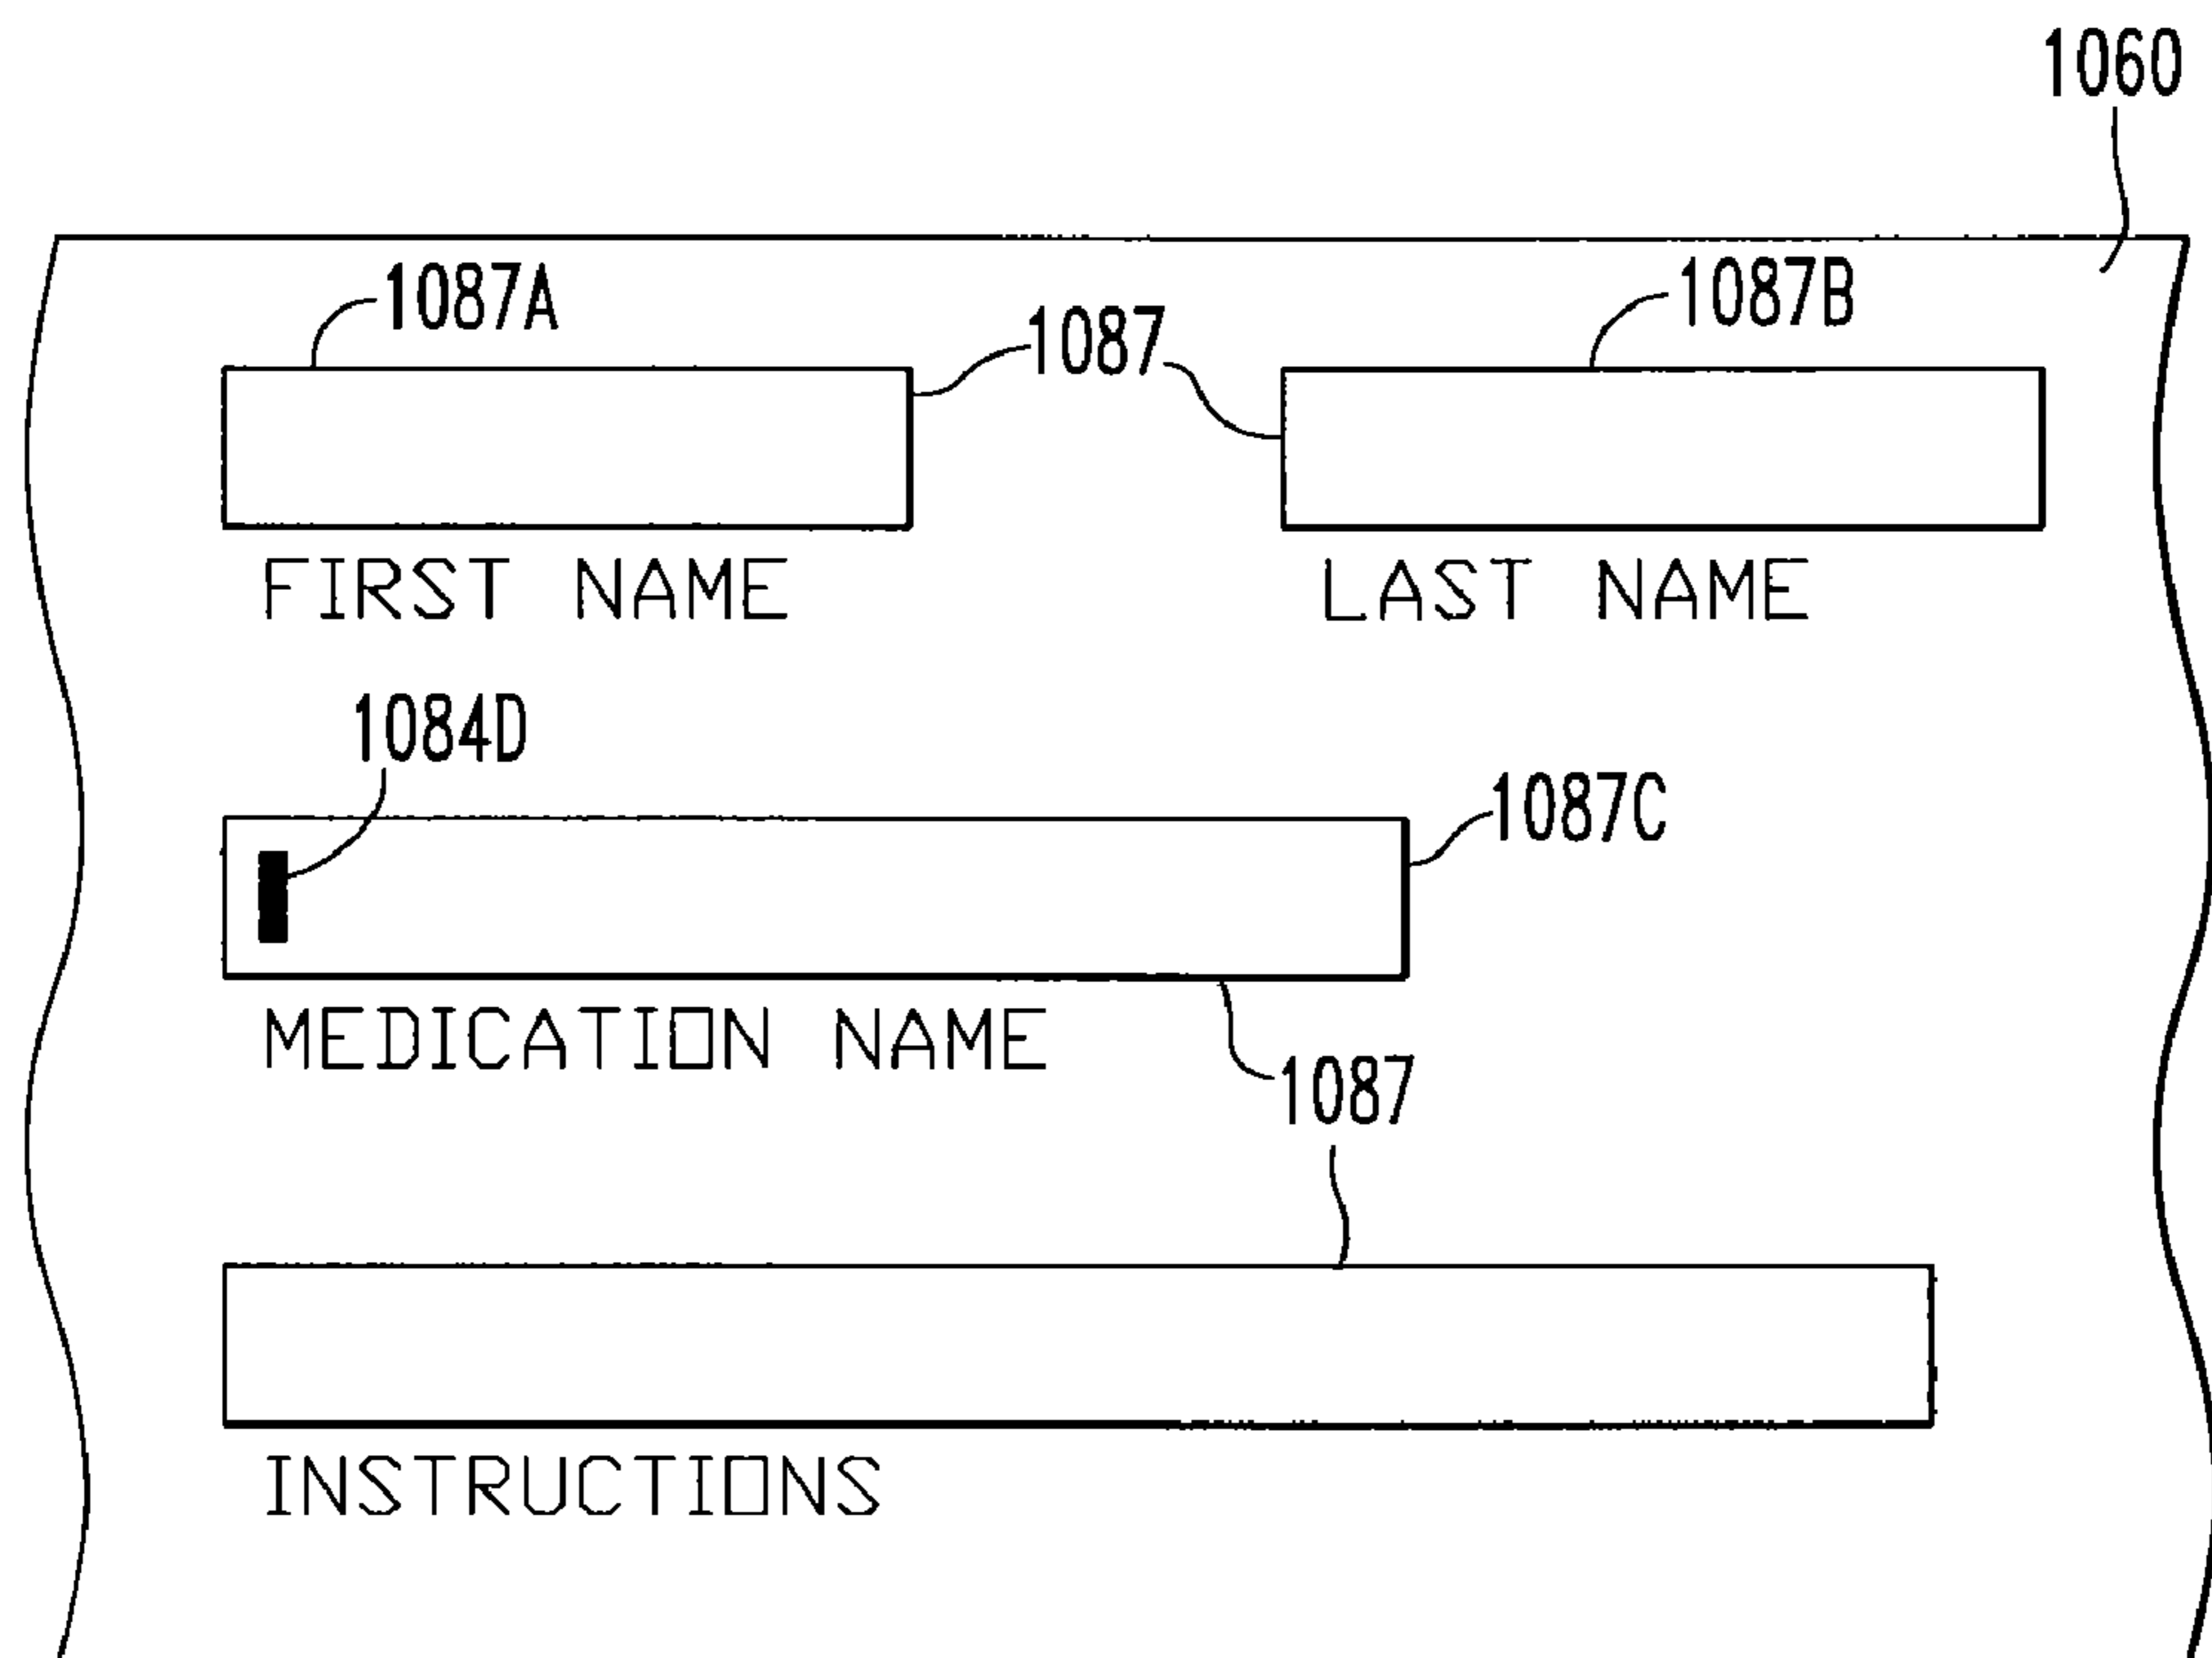 1060
1087A
1087B
1087
FIRST NAME
LAST NAME
1084D
1087C
MEDICATION NAME
1087
INSTRUCTIONS